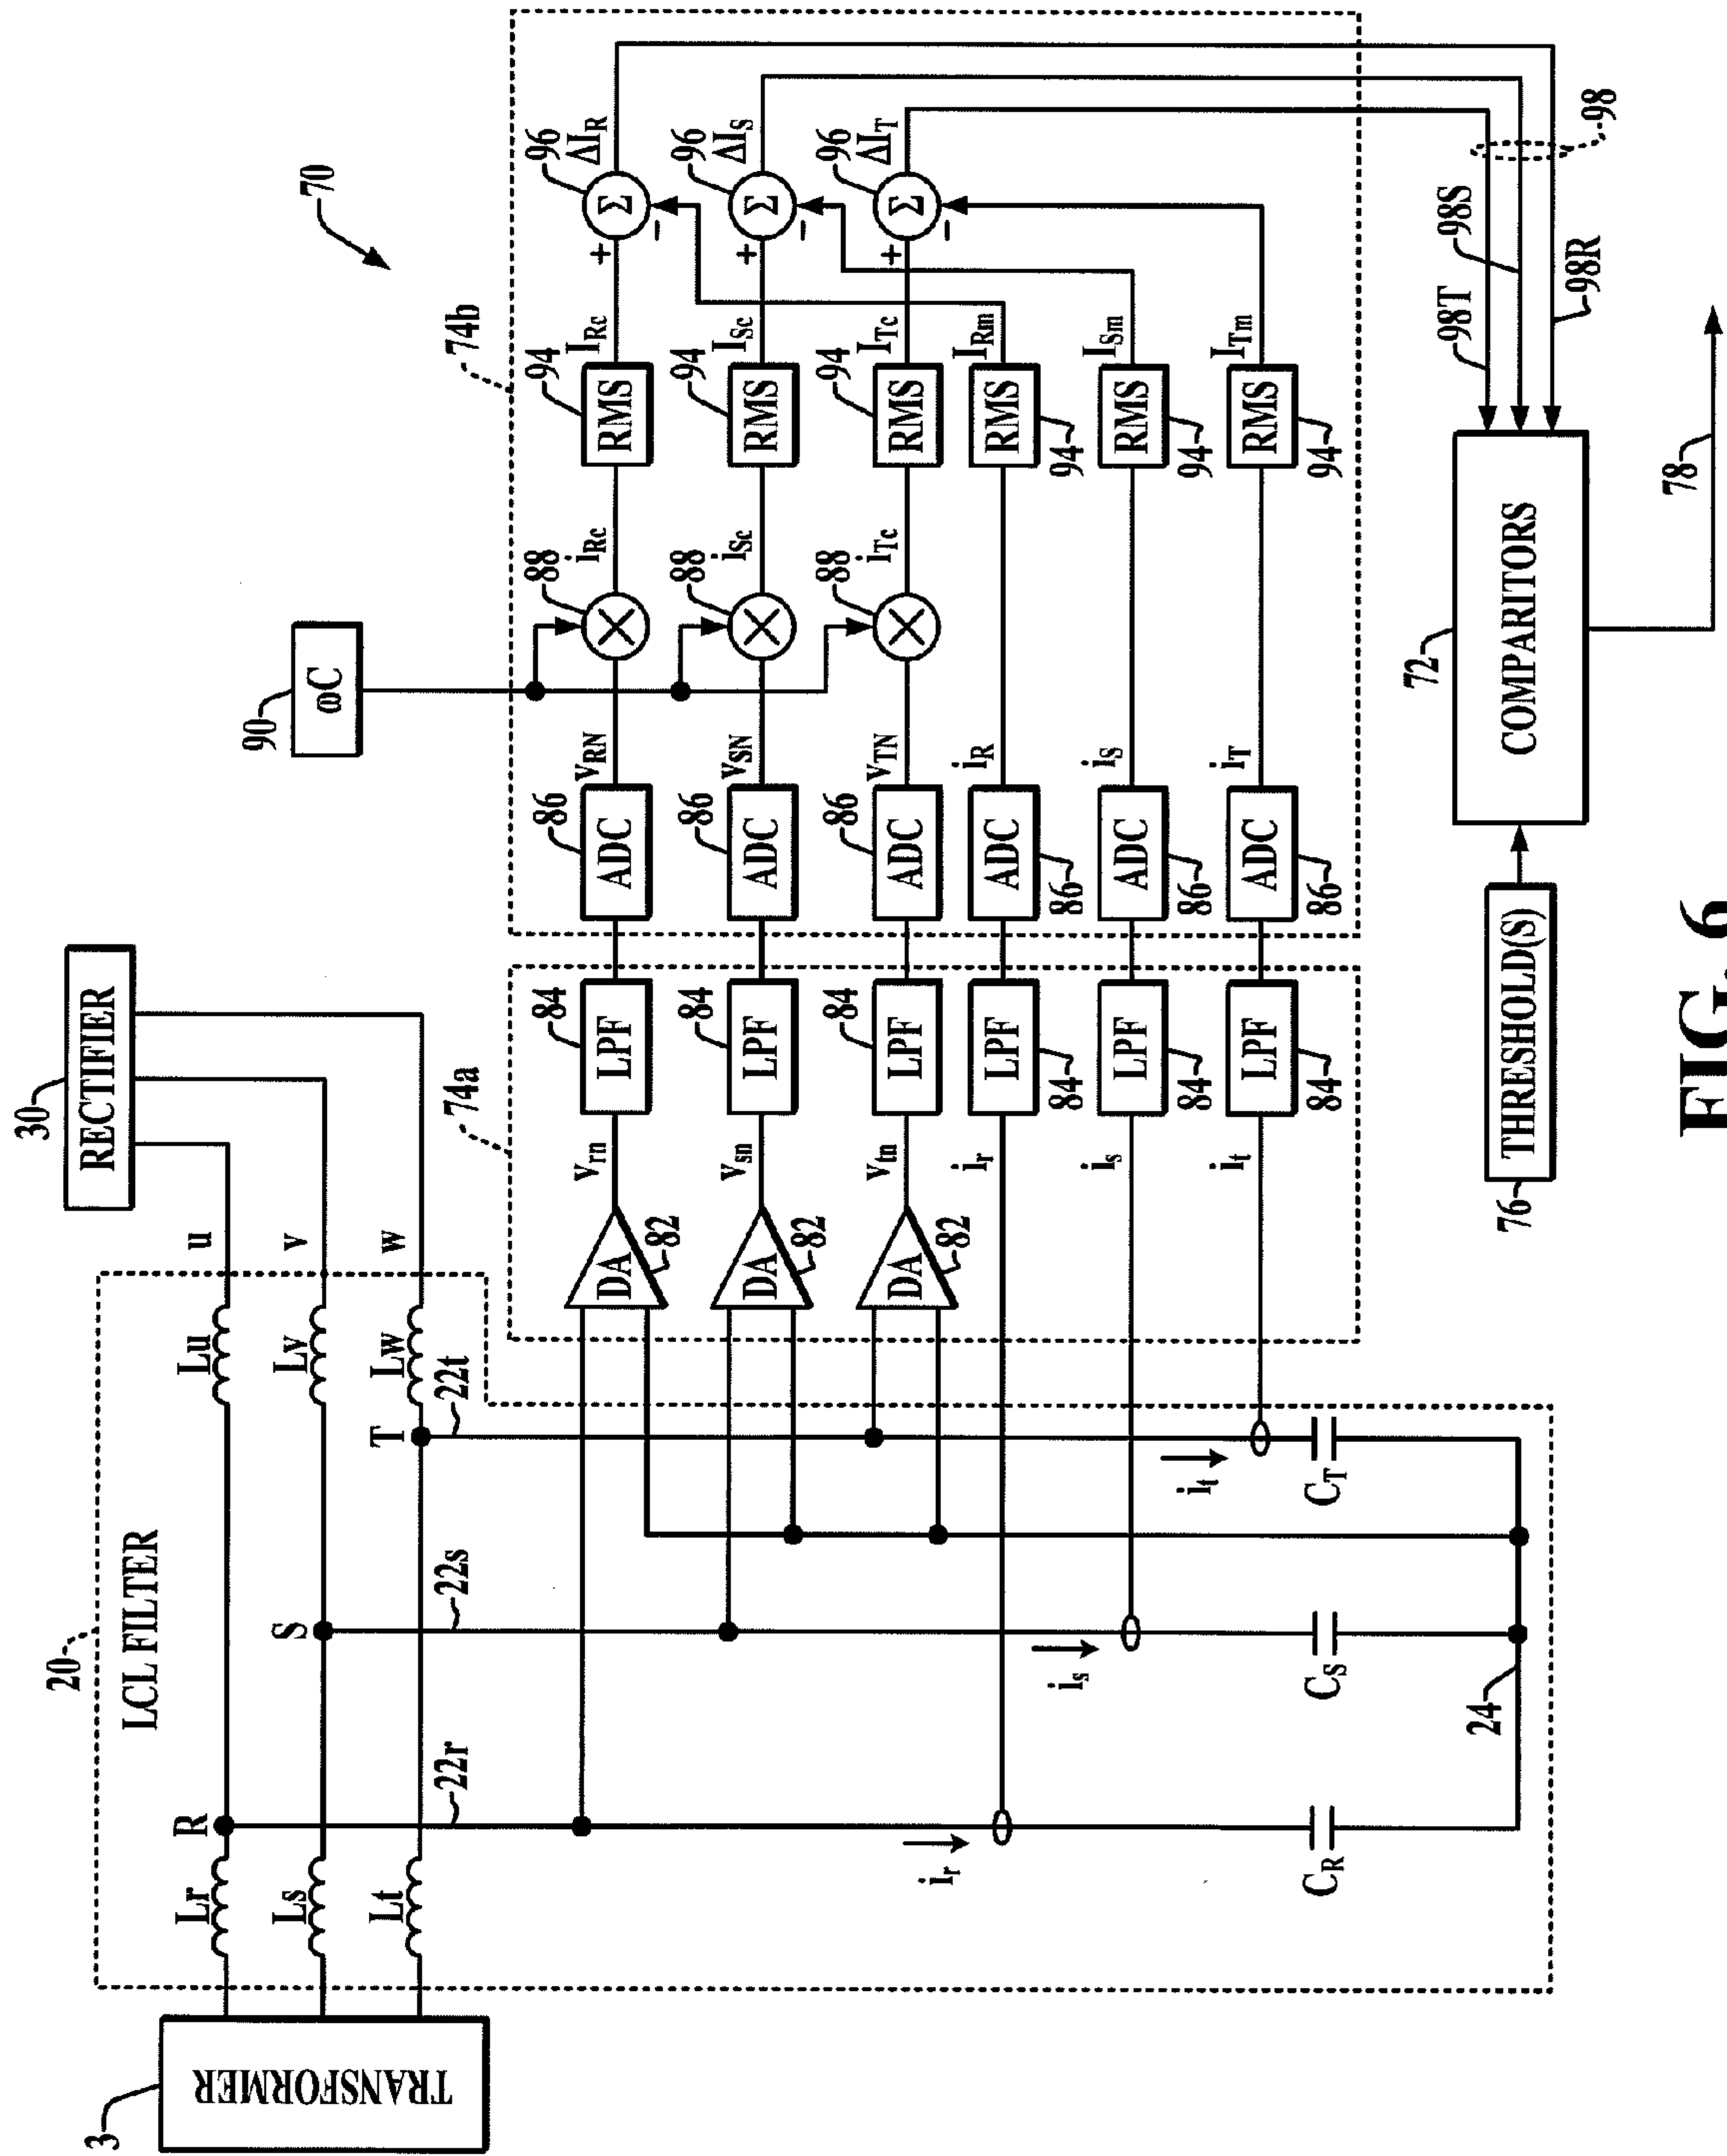 3
TRANSFORMER
20
LCL FILTER
Lr
Ls
Lt
R
S
T
22r
22s
22t
Lu
Lv
Lw
u
v
w
30
RECTIFIER
i_r
i_s
i_t
C_R
C_S
C_T
24
74a
DA
82
DA
82
DA
82
v_rn
v_sn
v_tn
i_r
i_s
i_t
LPF
84
LPF
84
LPF
84
LPF
84
LPF
84
LPF
84
74b
ADC
86
ADC
86
ADC
86
ADC
86
ADC
86
ADC
86
v_RN
v_SN
v_TN
i_R
i_S
i_T
90
ωC
88
88
88
i_Rc
i_Sc
i_Tc
RMS
94
RMS
94
RMS
94
RMS
94
RMS
94
RMS
94
I_Rc
I_Sc
I_Tc
I_Rm
I_Sm
I_Tm
+
-
Σ
96
ΔI_R
+
-
Σ
96
ΔI_S
+
-
Σ
96
ΔI_T
70
98
98T
98S
98R
72
COMPARITORS
76
THRESHOLD(S)
78
FIG. 6